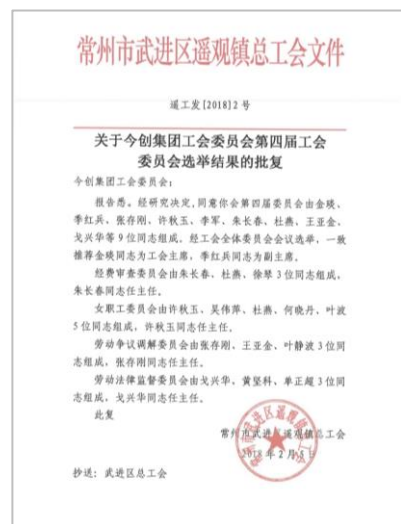 常州市武进区遥观镇总工会文件
遥工发[2018]2 号
关于今创集团工会委员会第四届工会
委员会选举结果的批复
今创集团工会委员会：
报告悉。经研究决定,同意你会第四届委员会由金琰、
季红兵、张存刚、许秋玉、李军、朱长春、杜燕、王亚金、
戈兴华等 9 位同志组成。经工会全体委员会会议选举，一致
推荐金琰同志为工会主席，季红兵同志为副主席。
经费审查委员会由朱长春、杜燕、徐琴 3 位同志组成，
朱长春同志任主任。
女职工委员会由许秋玉、吴伟萍、杜燕、何晓丹、叶波
5 位同志组成，许秋玉同志任主任。
劳动争议调解委员会由张存刚、王亚金、叶静波 3 位同
志组成，张存刚同志任主任。
劳动法律监督委员会由戈兴华、黄坚科、单正超 3 位同
志组成，戈兴华同志任主任。
此复
常州市武进区遥观镇总工会
2018 年 2 月 5 日
抄送：武进区总工会